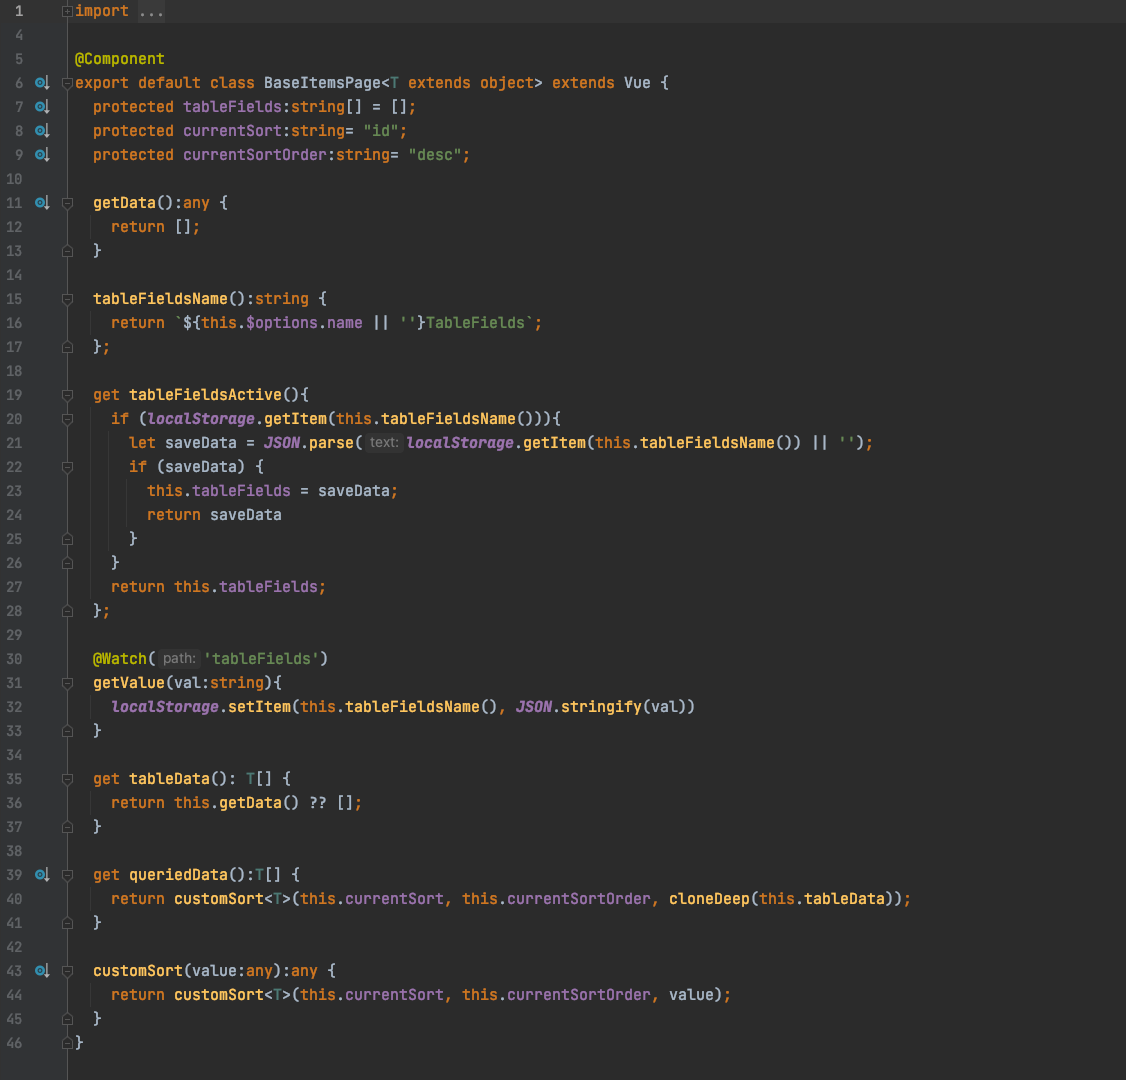 1 import ...
4
5 @Component
6 export default class BaseItemsPage<T extends object> extends Vue {
7 protected tableFields:string[] = [];
8 protected currentSort:string= "id";
9 protected currentSortOrder:string= "desc";
10
11 getData():any {
12 return [];
13 }
14
15 tableFieldsName():string {
16 return `${this.$options.name || ''}TableFields`;
17 };
18
19 get tableFieldsActive(){
20 if (localStorage.getItem(this.tableFieldsName())){
21 let saveData = JSON.parse( text: localStorage.getItem(this.tableFieldsName()) || '');
22 if (saveData) {
23 this.tableFields = saveData;
24 return saveData
25 }
26 }
27 return this.tableFields;
28 };
29
30 @Watch( path: 'tableFields')
31 getValue(val:string){
32 localStorage.setItem(this.tableFieldsName(), JSON.stringify(val))
33 }
34
35 get tableData(): T[] {
36 return this.getData() ?? [];
37 }
38
39 get queriedData():T[] {
40 return customSort<T>(this.currentSort, this.currentSortOrder, cloneDeep(this.tableData));
41 }
42
43 customSort(value:any):any {
44 return customSort<T>(this.currentSort, this.currentSortOrder, value);
45 }
46 }